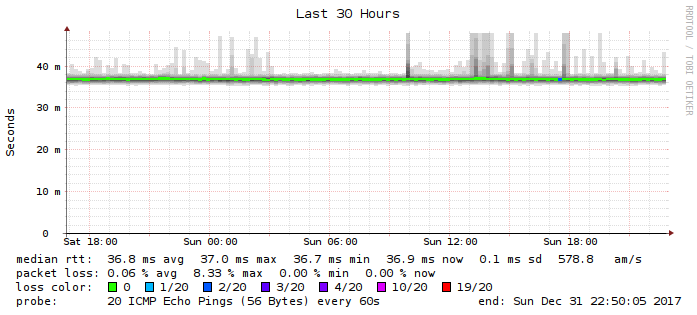 Last 30 Hours
RRDTOOL / TOBI OETIKER
Seconds
40 m
30 m
20 m
10 m
0
Sat 18:00 Sun 00:00 Sun 06:00 Sun 12:00 Sun 18:00
median rtt: 36.8 ms avg 37.0 ms max 36.7 ms min 36.9 ms now 0.1 ms sd 578.8 am/s
packet loss: 0.06 % avg 8.33 % max 0.00 % min 0.00 % now
loss color: 0 1/20 2/20 3/20 4/20 10/20 19/20
probe: 20 ICMP Echo Pings (56 Bytes) every 60s end: Sun Dec 31 22:50:05 2017